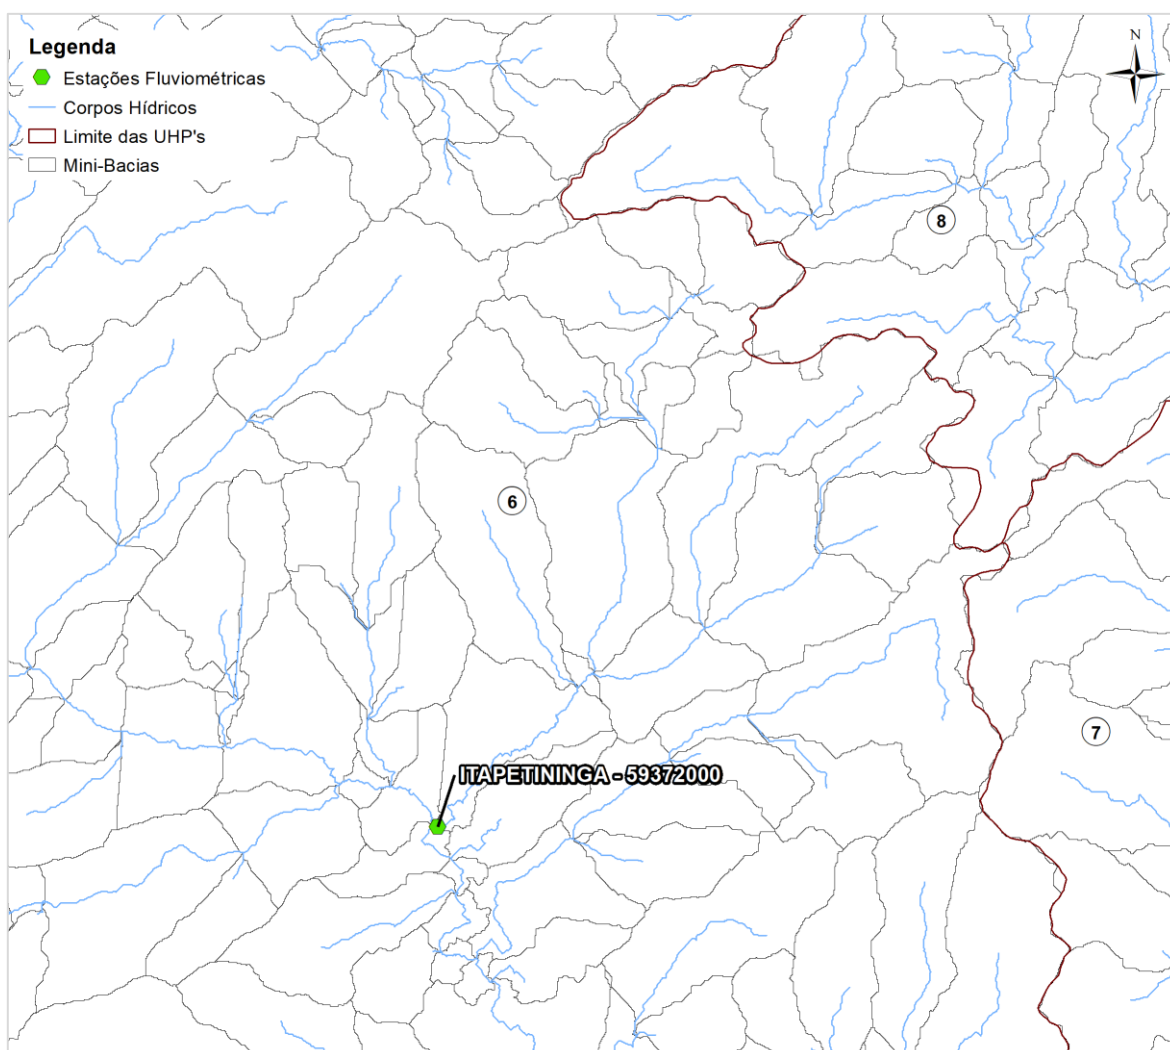 Legenda
Estações Fluviométricas
Corpos Hídricos
Limite das UHP's
Mini-Bacias
N
8
6
7
ITAPETININGA - 59372000